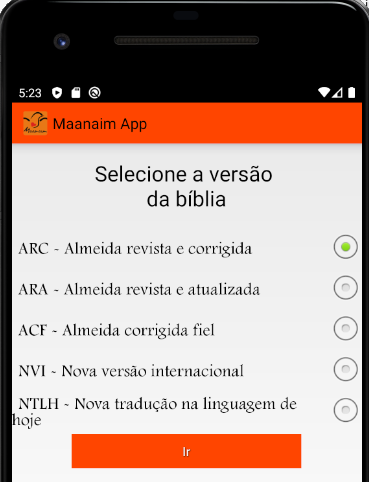 5:23
Maanaim App
Selecione a versão
da bíblia
ARC - Almeida revista e corrigida
ARA - Almeida revista e atualizada
ACF - Almeida corrigida fiel
NVI - Nova versão internacional
NTLH - Nova tradução na linguagem de
hoje
Ir